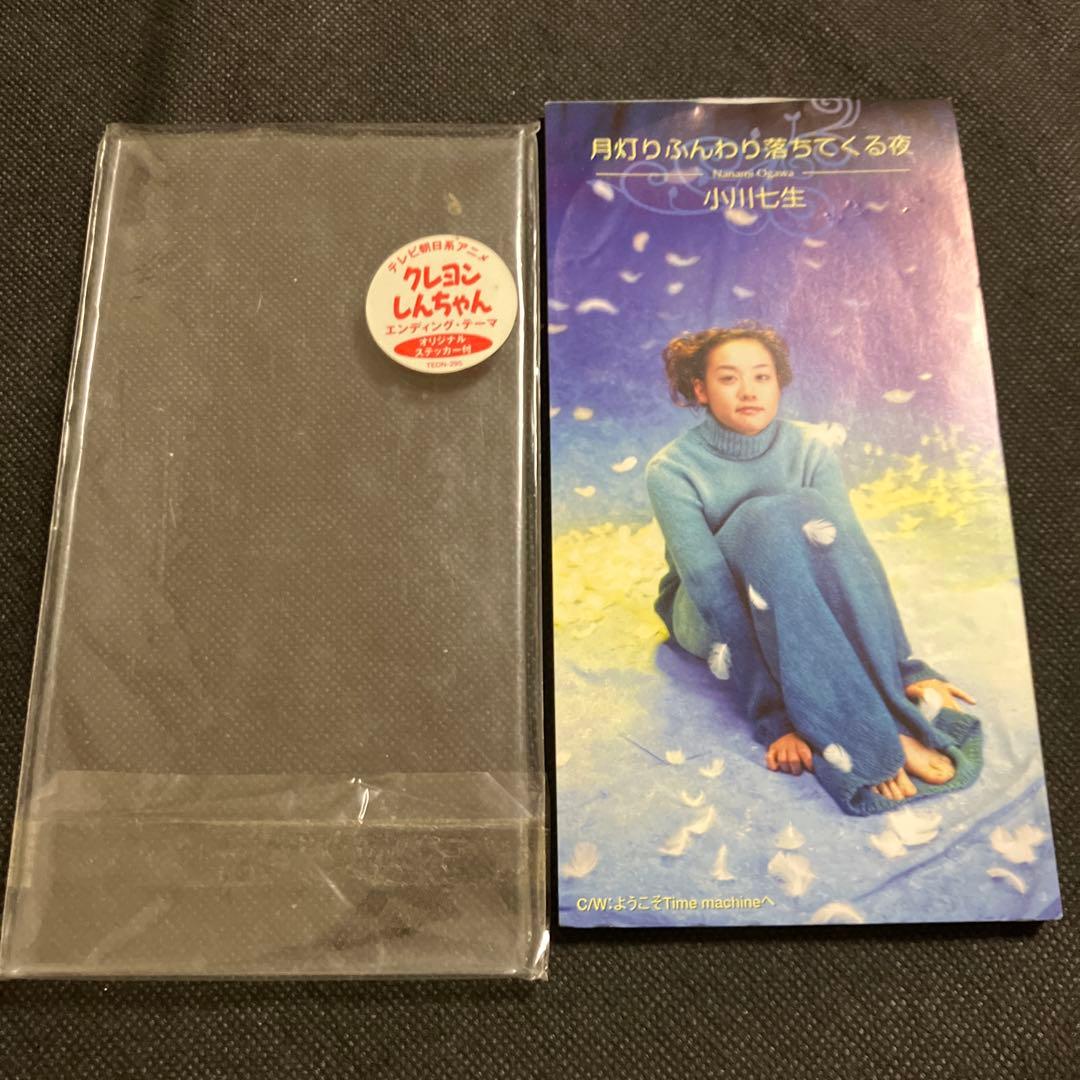 テレビ朝日系アニメ
クレヨン
しんちゃん
エンディング・テーマ
オリジナル
ステッカー付
TEDN-295
月灯りふんわり落ちてくる夜
Nanami Ogawa
小川七生
C/W:ようこそTime machineへ